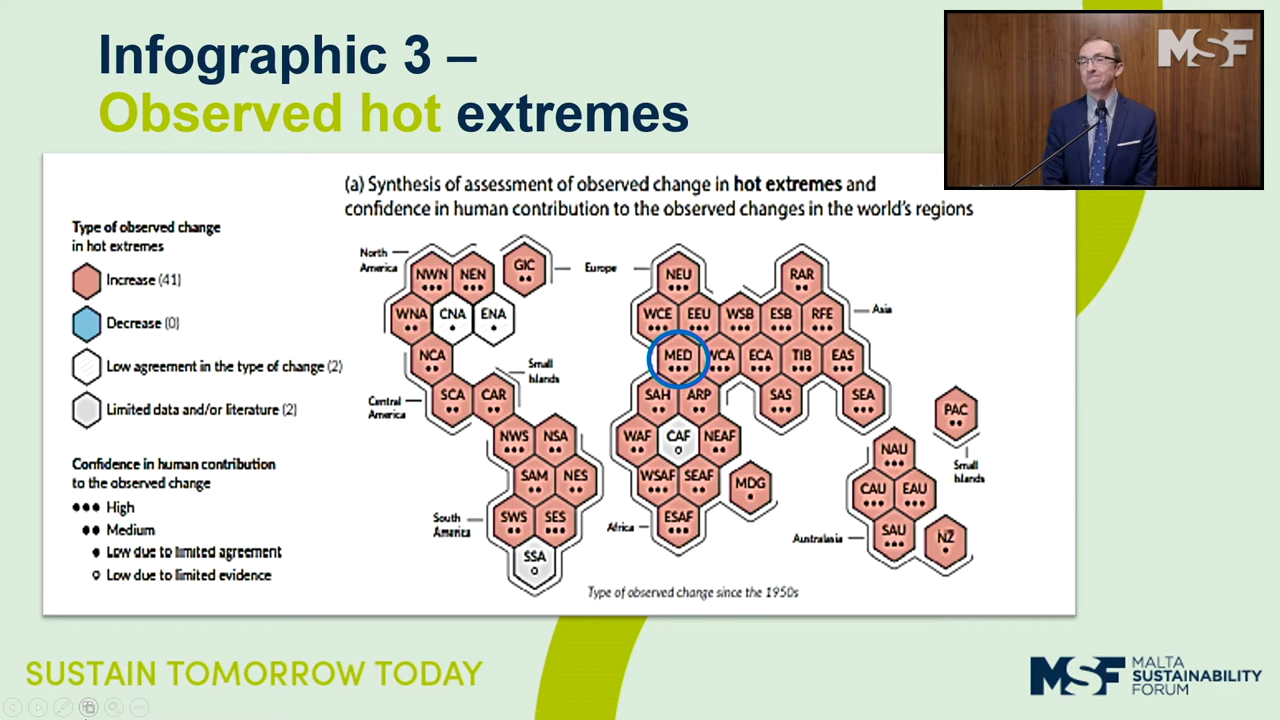 Infographic 3 –
Observed hot extremes
MSF
(a) Synthesis of assessment of observed change in hot extremes and
confidence in human contribution to the observed changes in the world's regions
Type of observed change
in hot extremes
Increase (41)
Decrease (0)
Low agreement in the type of change (2)
Limited data and/or literature (2)
Confidence in human contribution
to the observed change
High
Medium
Low due to limited agreement
Low due to limited evidence
North
America
NWN NEN GIC
WNA CNA ENA
NCA
Small
Islands
Central
America
SCA CAR
NWS NSA
SAM NES
South
America
SWS SES
SSA
Europe
NEU RAR
WCE EEU WSB ESB RFE
Asia
MED WCA ECA TIB EAS
SAH ARP SAS SEA
WAF CAF NEAF
WSAF SEAF MDG
Africa
ESAF
PAC
Small
Islands
NAU
CAU EAU
Australasia
SAU NZ
Type of observed change since the 1950s
SUSTAIN TOMORROW TODAY
MSF MALTA
SUSTAINABILITY
FORUM